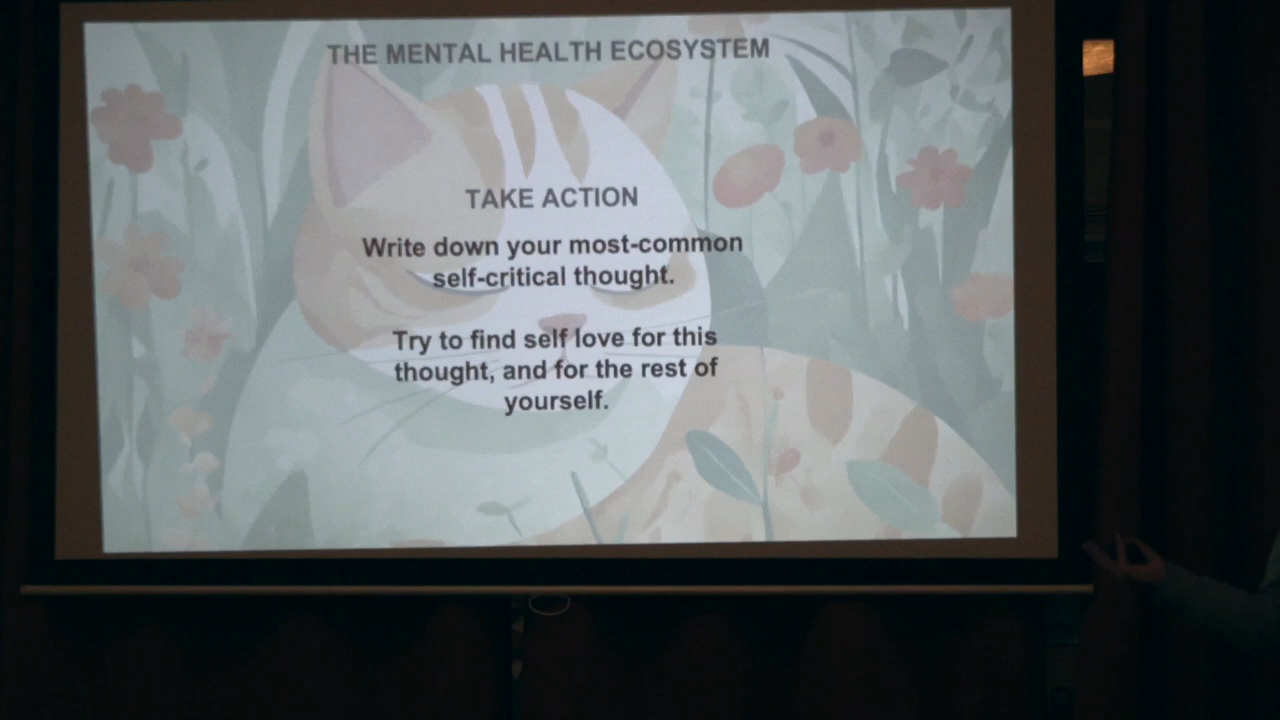 THE MENTAL HEALTH ECOSYSTEM
TAKE ACTION
Write down your most-common
self-critical thought.
Try to find self love for this
thought, and for the rest of
yourself.